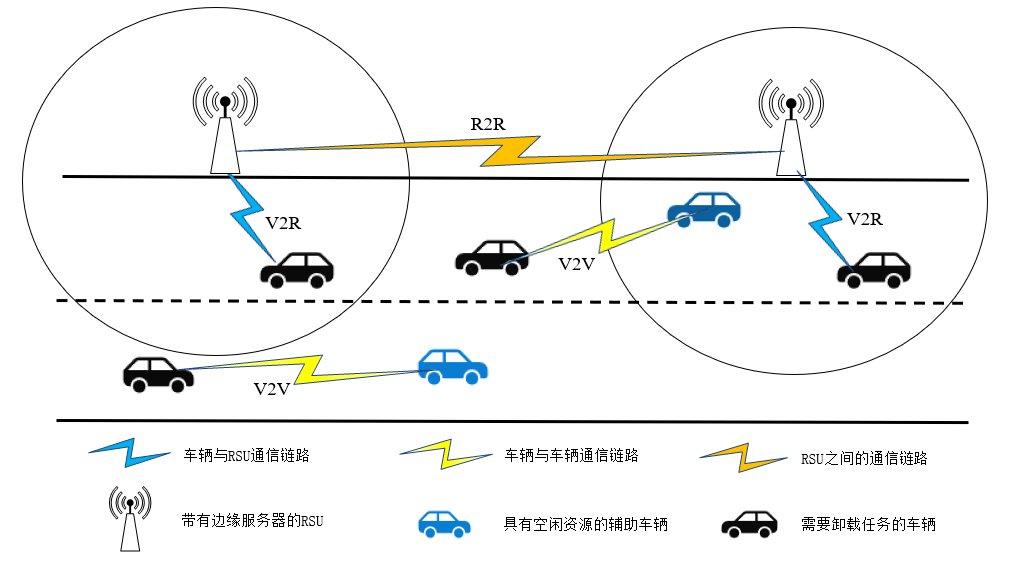 R2R
V2R
V2R
V2V
V2V
车辆与RSU通信链路
车辆与车辆通信链路
RSU之间的通信链路
带有边缘服务器的RSU
具有空闲资源的辅助车辆
需要卸载任务的车辆